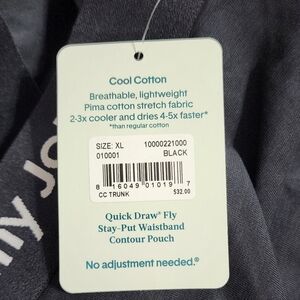 Cool Cotton
Breathable, lightweight
Pima cotton stretch fabric
2-3x cooler and dries 4-5x faster*
*than regular cotton
SIZE: XL 10000221000
010001 BLACK
8 16049 01019 7
CC TRUNK $32.00
Quick Draw® Fly
Stay-Put Waistband
Contour Pouch
No adjustment needed.®